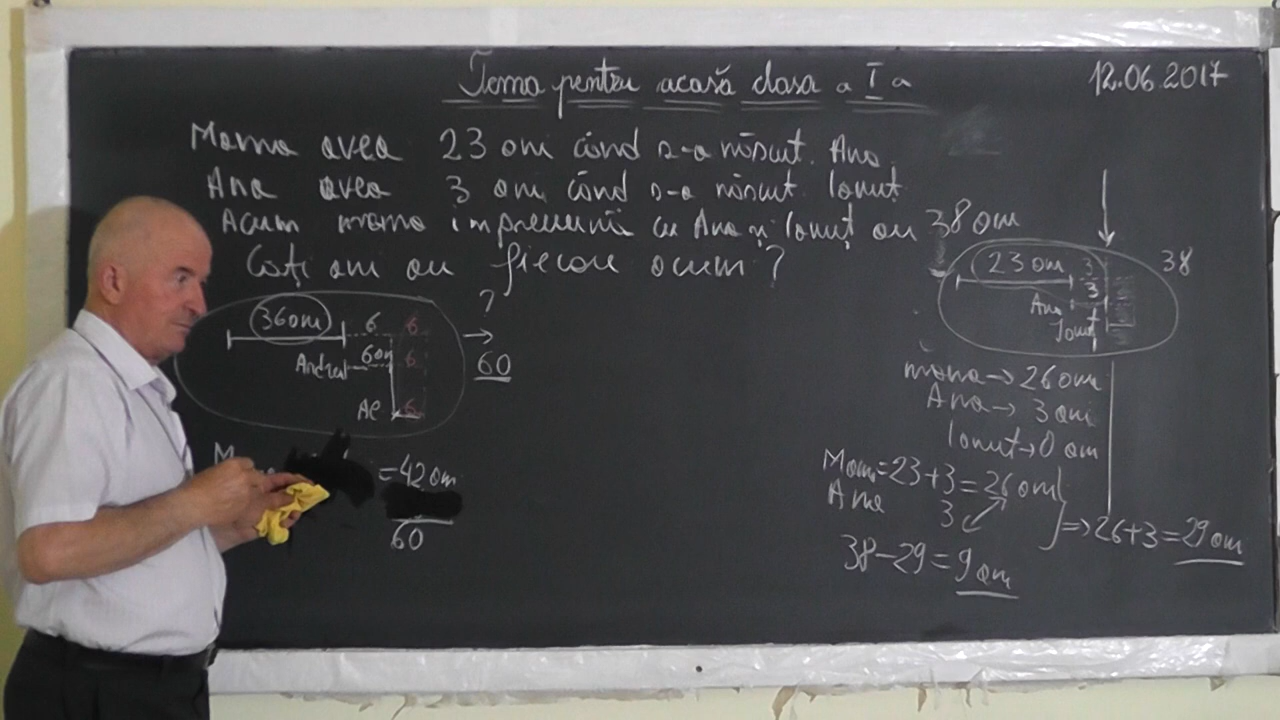 Tema pentru acasă clasa a I a
12.06.2017
Mama avea 23 ani când s-a născut Ana.
Ana avea 3 ani când s-a născut Ionuț.
Acum mama împreună cu Ana și Ionuț au 38 ani
Câți ani au fiecare acum?
36 ani 6 6
6 ani 6
Al 6
?
60
= 42 ani
60
23 ani 3
38
Ana 3
Ionuț
mama → 26 ani
Ana → 3 ani
Ionuț → 0 ani
Mama = 23 + 3 = 26 ani
Ana 3
⇒ 26 + 3 = 29 ani
38 - 29 = 9 ani